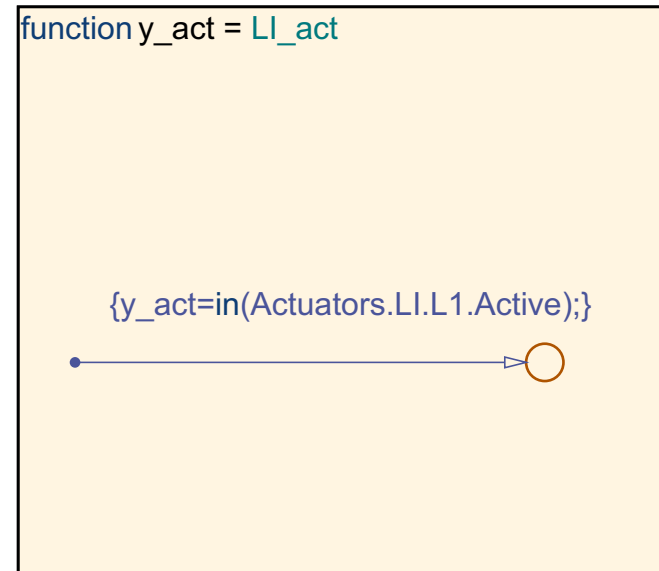 function y_act = LI_act
{y_act=in(Actuators.LI.L1.Active);}